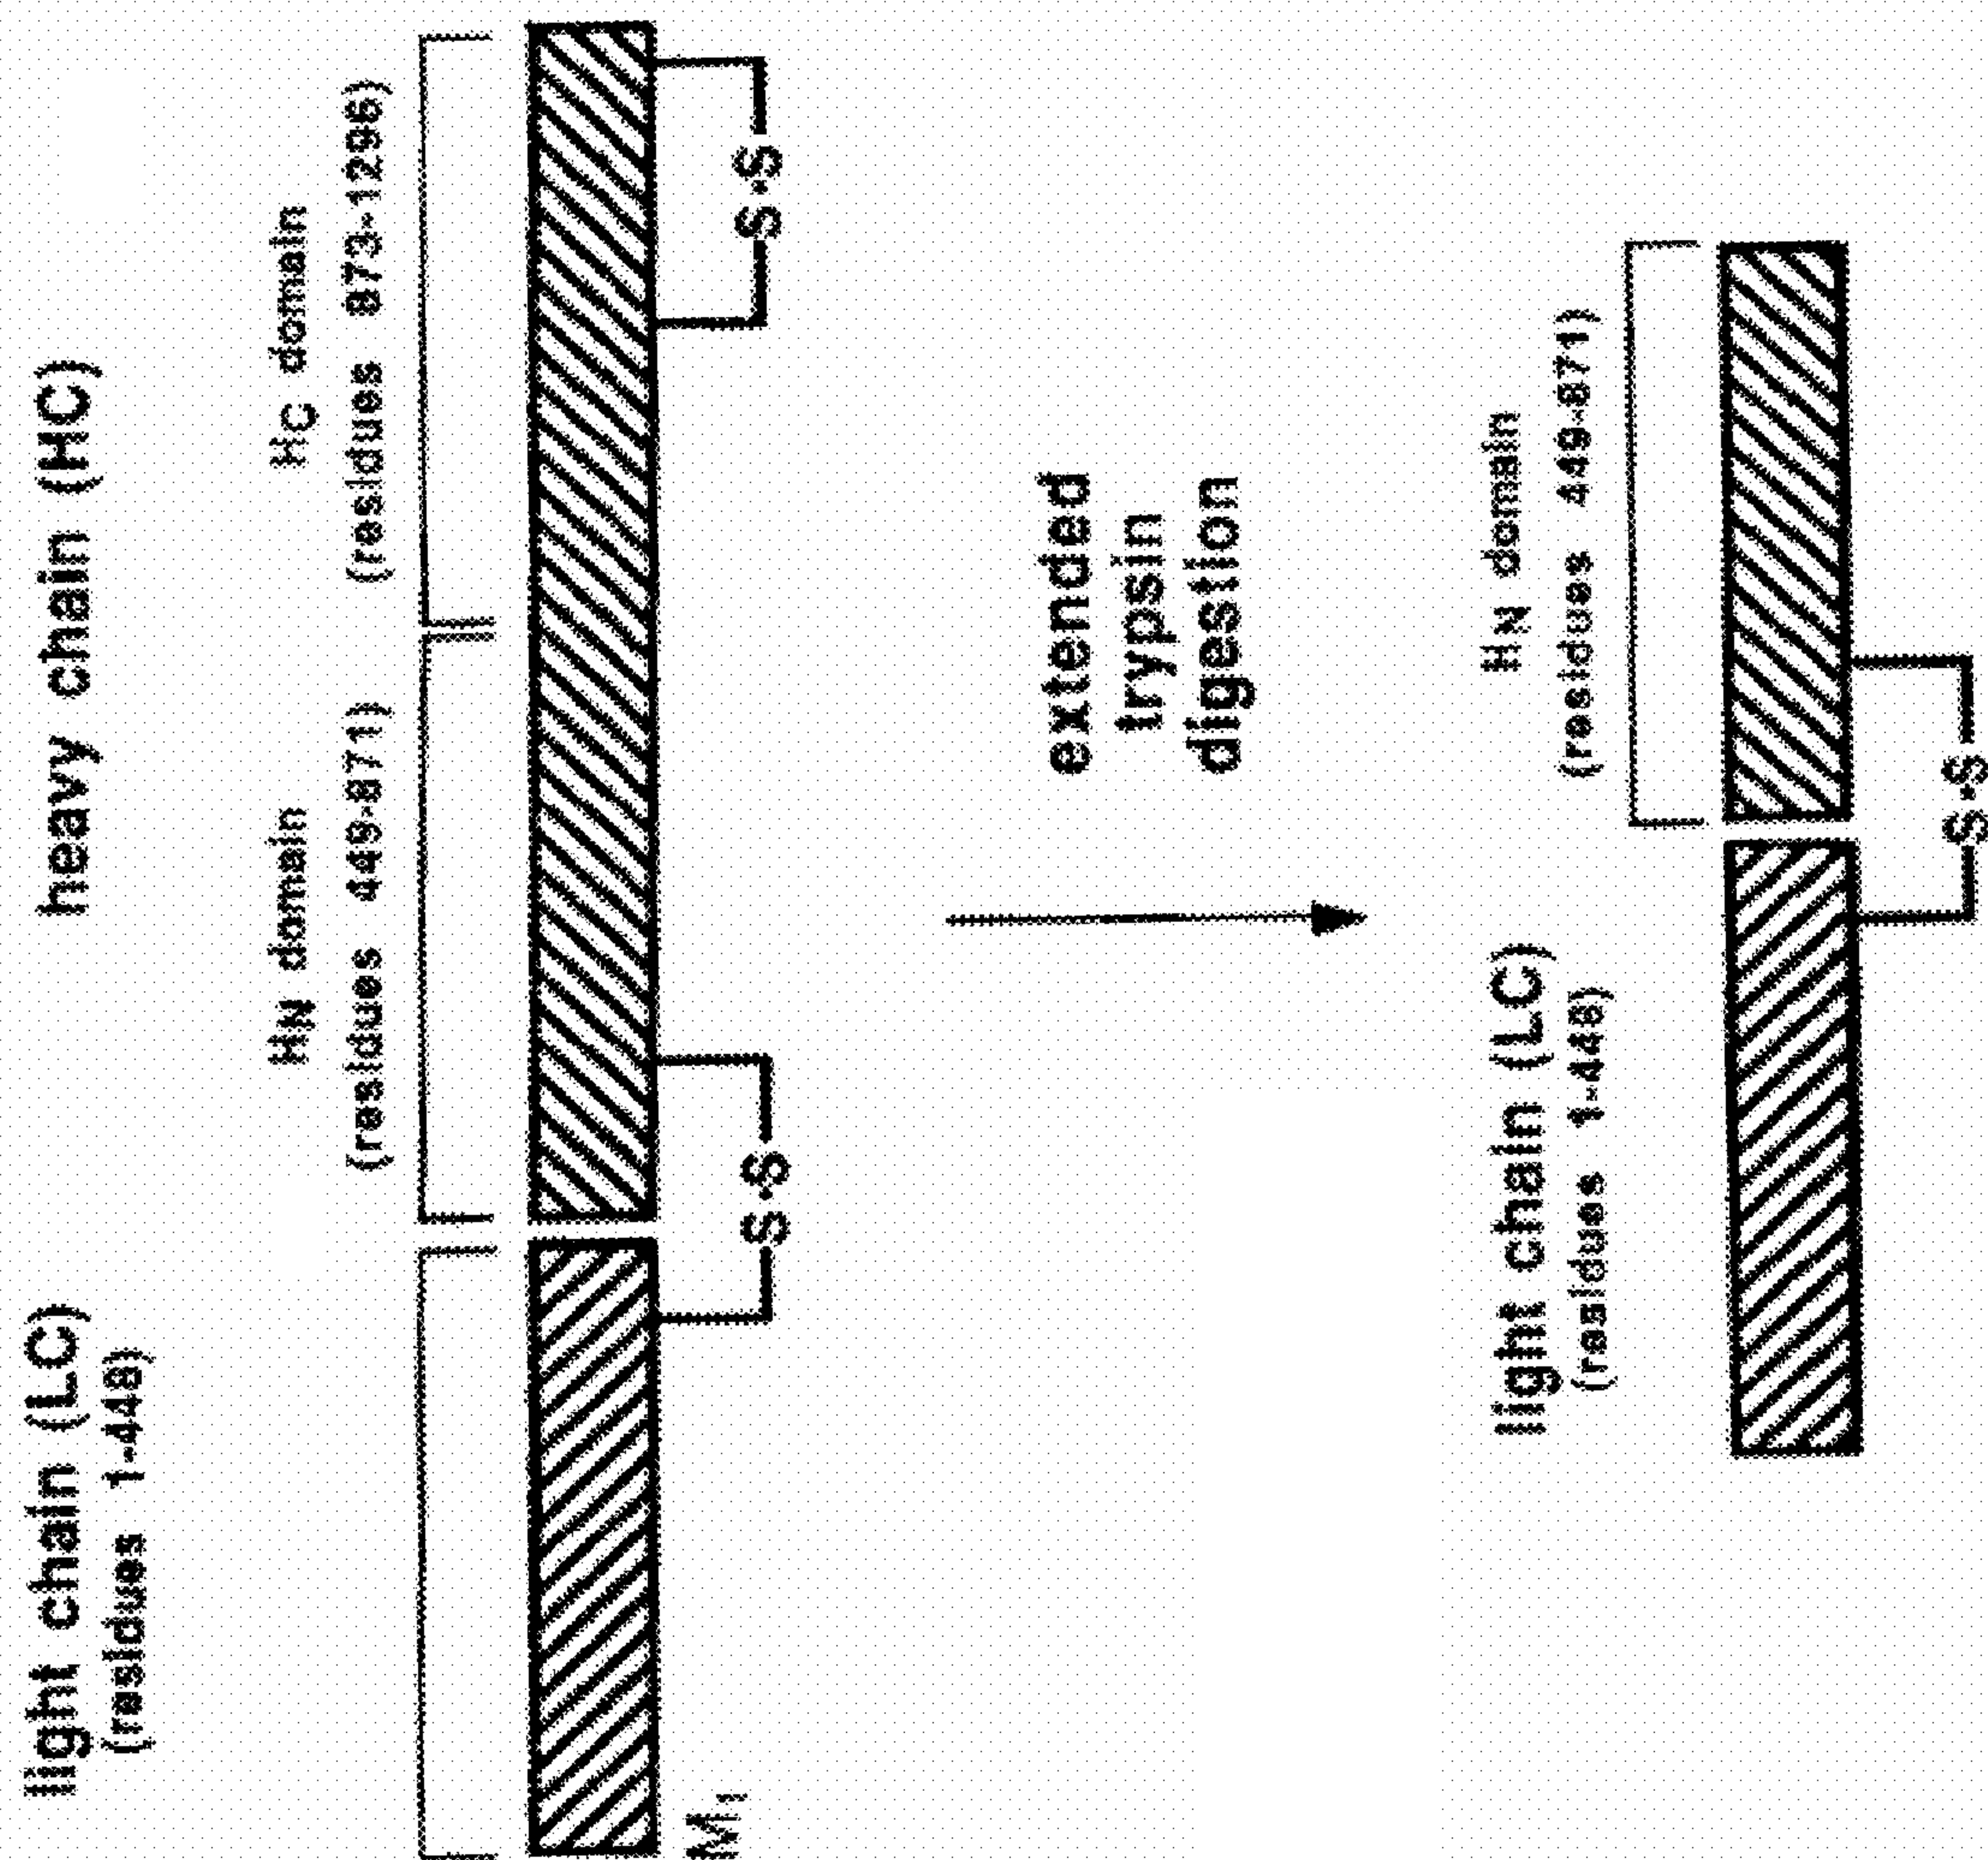 light chain (LC)
(residues 1-448)
heavy chain (HC)
HN domain
(residues 449-871)
HC domain
(residues 873-1296)
S-S
S-S
M1
extended
trypsin
digestion
light chain (LC)
(residues 1-448)
HN domain
(residues 449-871)
S-S